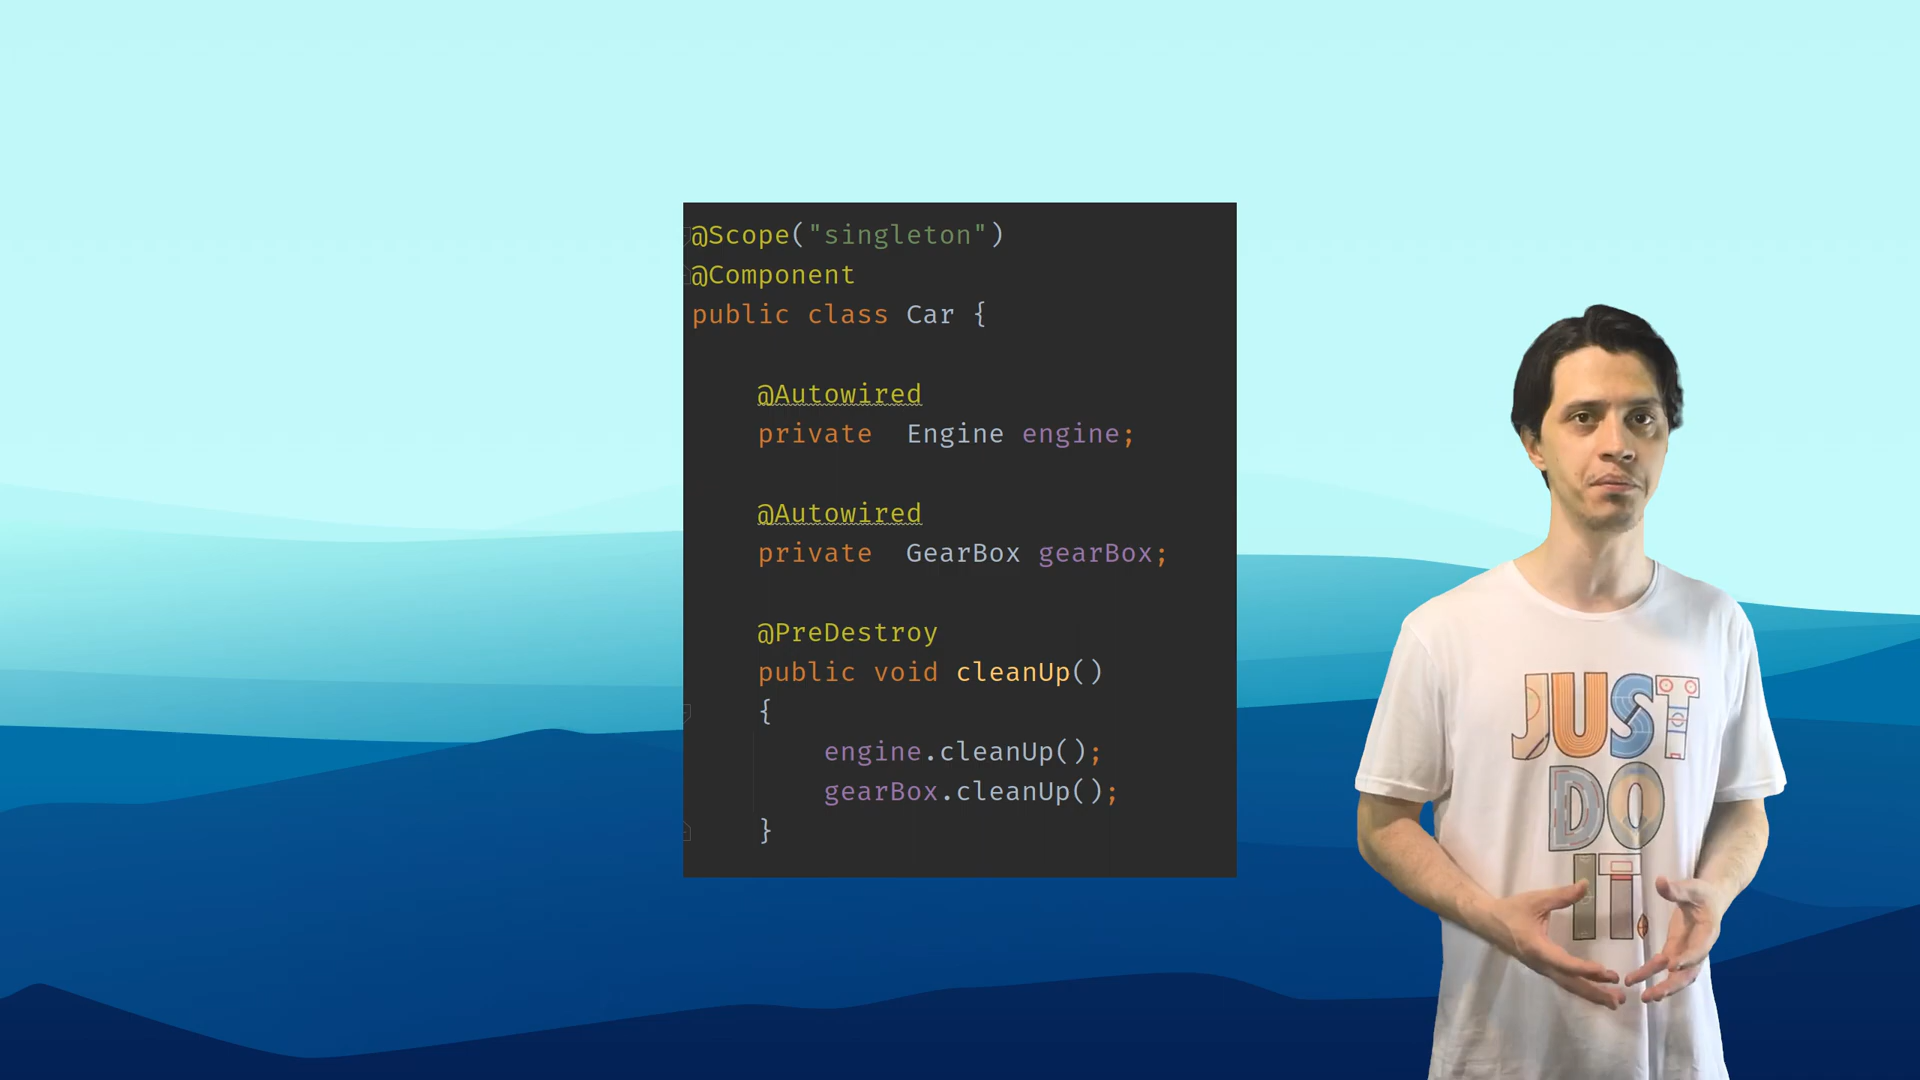 @Scope("singleton")
@Component
public class Car {
@Autowired
private  Engine engine;
@Autowired
private  GearBox gearBox;
@PreDestroy
public void cleanUp()
{
engine.cleanUp();
gearBox.cleanUp();
}
JUST
DO
IT.